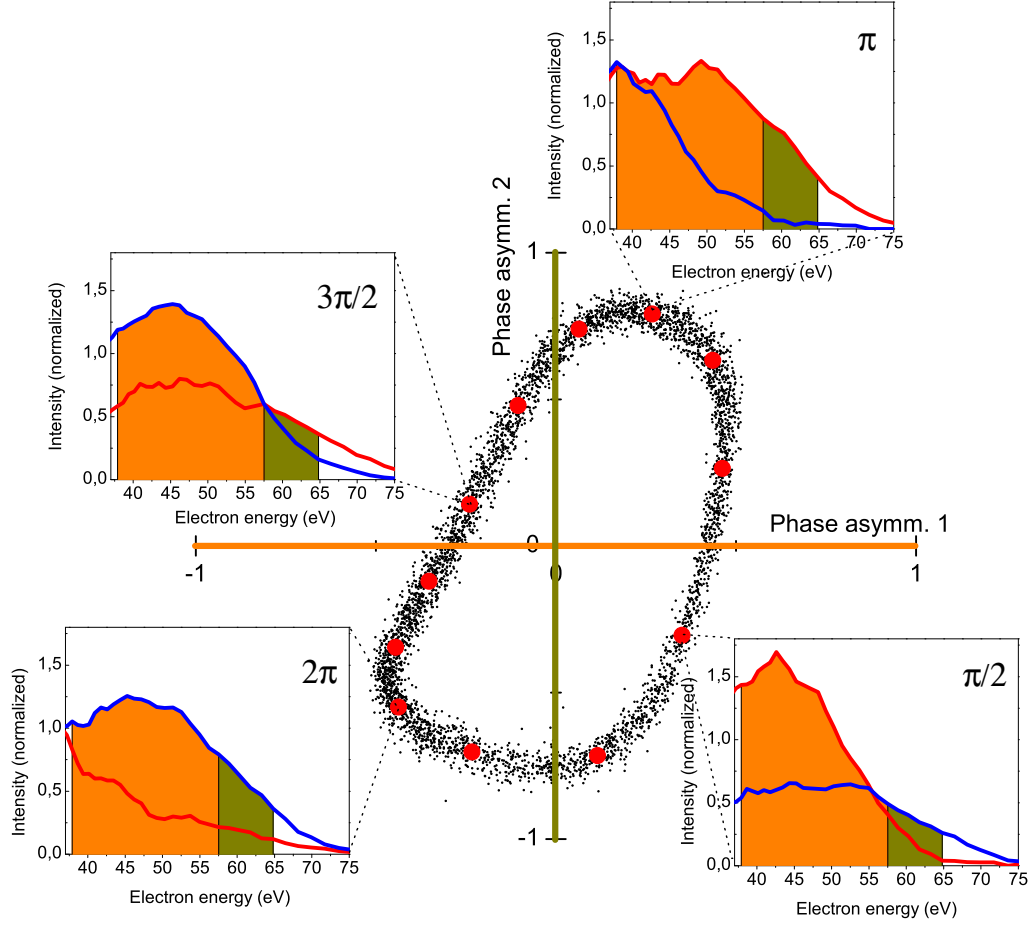 π
Intensity (normalized)
1,5
1,0
0,5
0,0
40 45 50 55 60 65 70 75
Electron energy (eV)
3π/2
Intensity (normalized)
1,5
1,0
0,5
0,0
40 45 50 55 60 65 70 75
Electron energy (eV)
Phase asymm. 2
1
0
-1
Phase asymm. 1
-1
0
1
2π
Intensity (normalized)
1,5
1,0
0,5
0,0
40 45 50 55 60 65 70 75
Electron energy (eV)
π/2
Intensity (normalized)
1,5
1,0
0,5
0,0
40 45 50 55 60 65 70 75
Electron energy (eV)